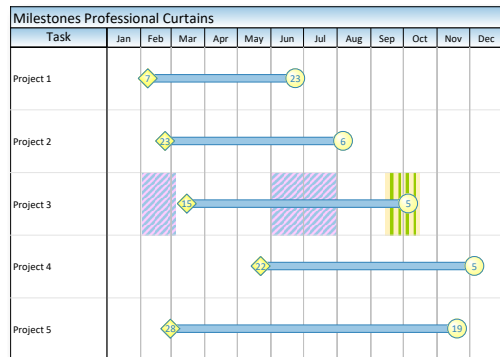 Milestones Professional Curtains
Task Jan Feb Mar Apr May Jun Jul Aug Sep Oct Nov Dec
Project 1 7 23
Project 2 23 6
Project 3 15 5
Project 4 22 5
Project 5 28 19